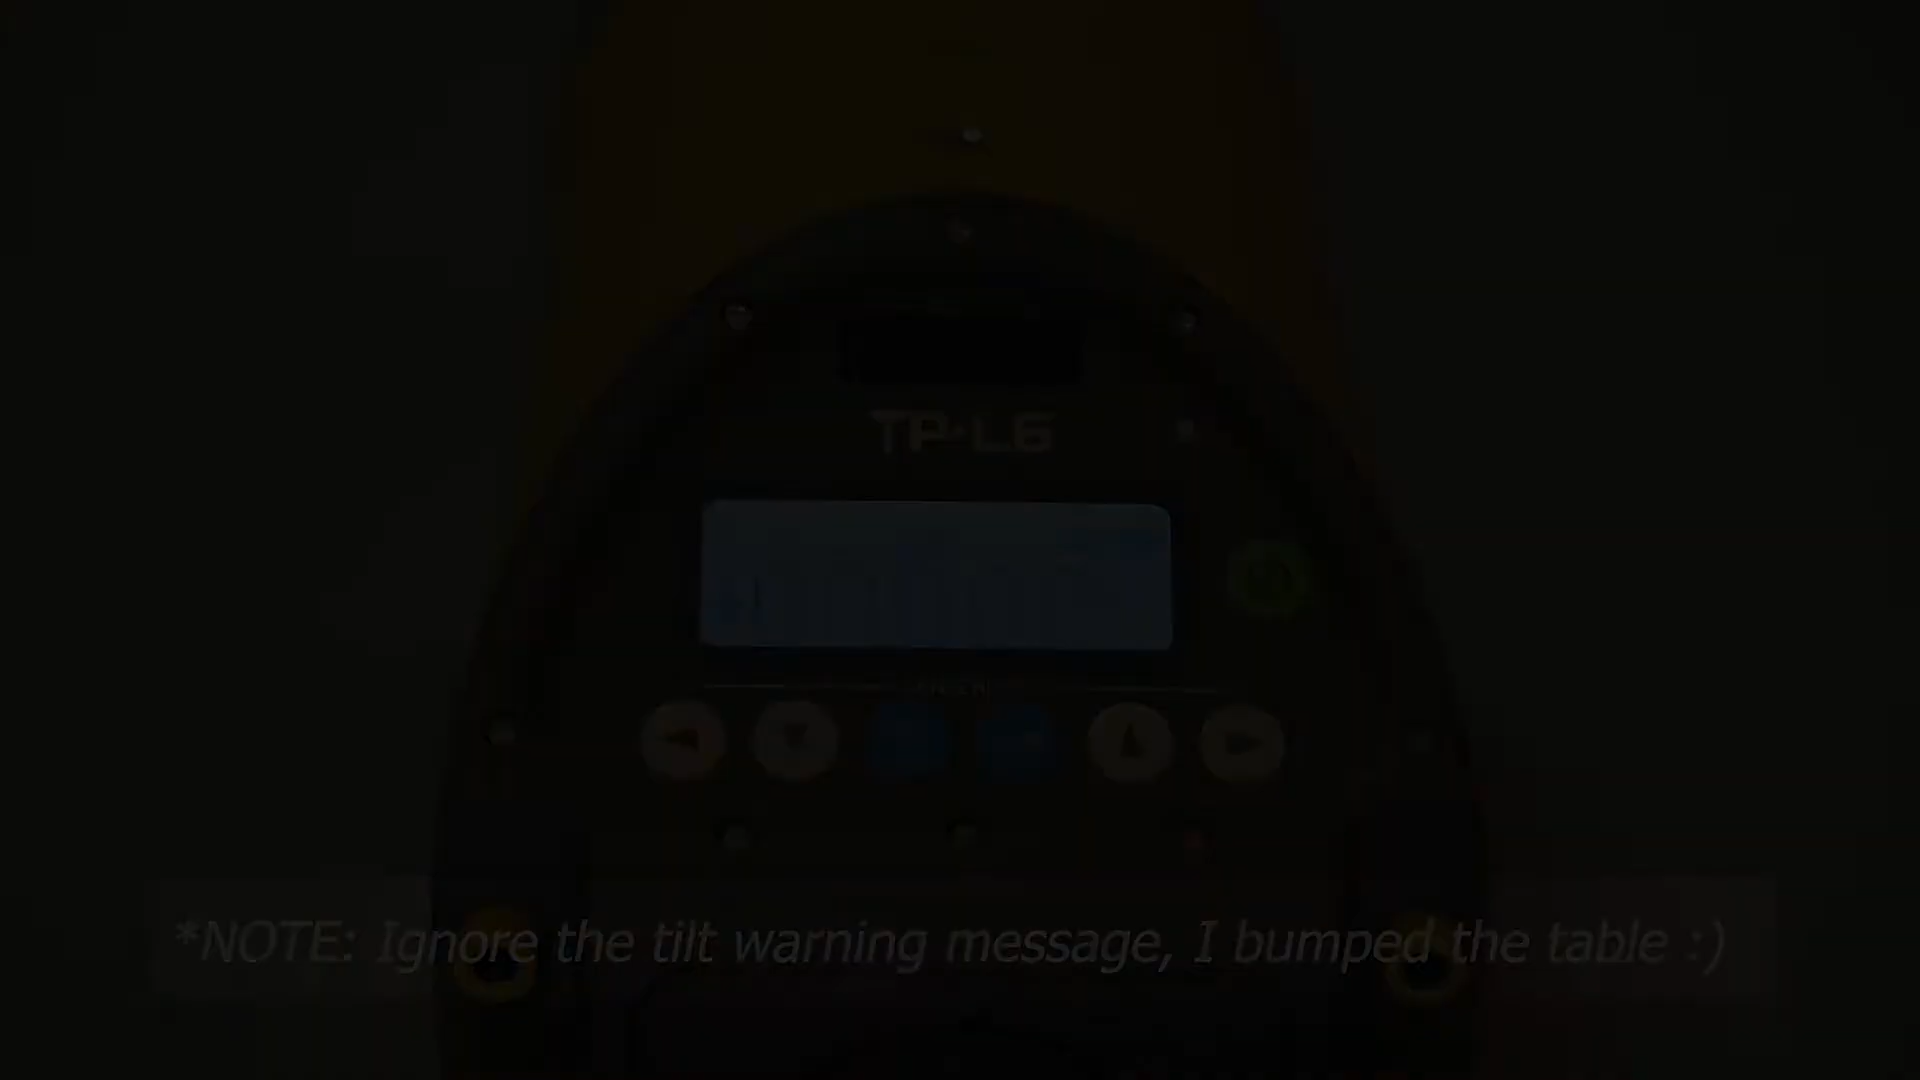 TP-L6
*NOTE: Ignore the tilt warning message, I bumped the table :)